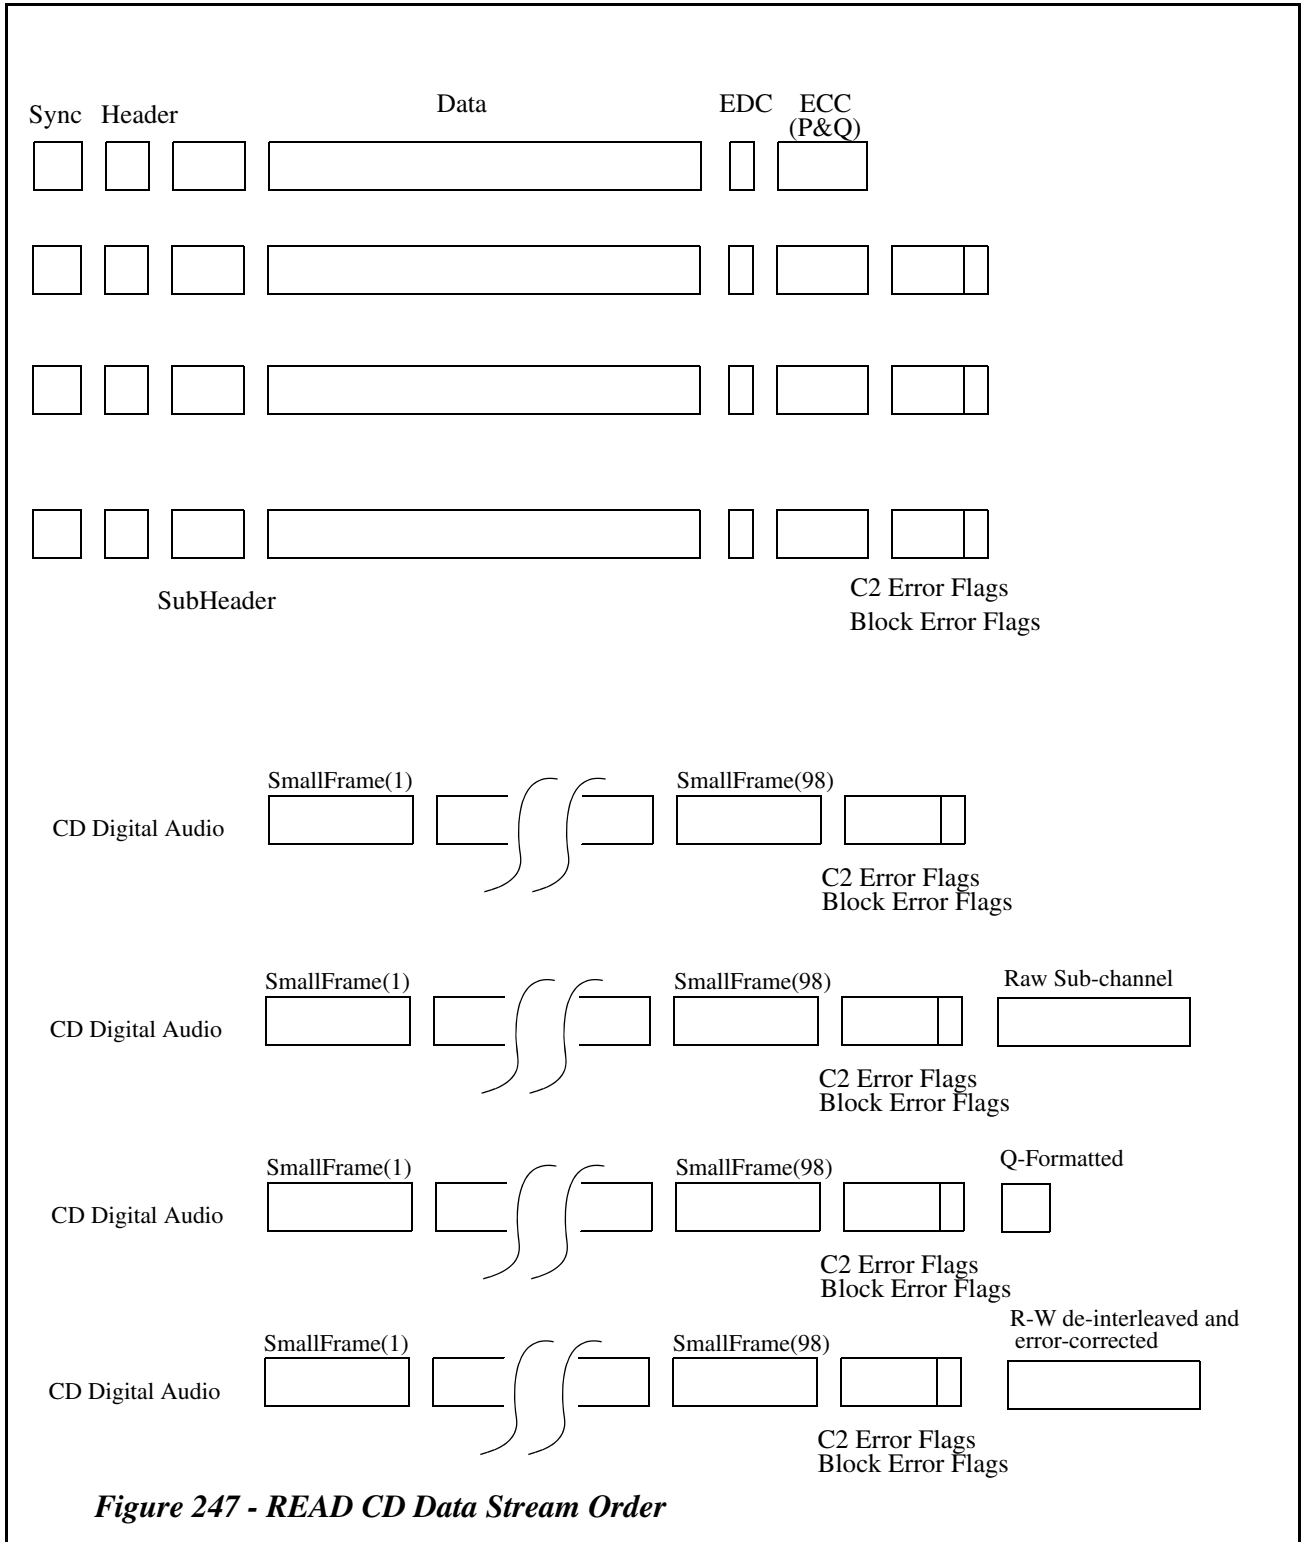 Sync Header Data EDC ECC
(P&Q)
SubHeader
C2 Error Flags
Block Error Flags
SmallFrame(1) SmallFrame(98)
CD Digital Audio
C2 Error Flags
Block Error Flags
SmallFrame(1) SmallFrame(98) Raw Sub-channel
CD Digital Audio
C2 Error Flags
Block Error Flags
SmallFrame(1) SmallFrame(98) Q-Formatted
CD Digital Audio
C2 Error Flags
Block Error Flags
R-W de-interleaved and
error-corrected
SmallFrame(1) SmallFrame(98)
CD Digital Audio
C2 Error Flags
Block Error Flags
Figure 247 - READ CD Data Stream Order